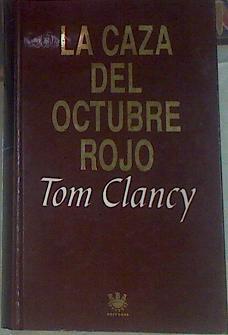 LA CAZA
DEL
OCTUBRE
ROJO
Tom Clancy